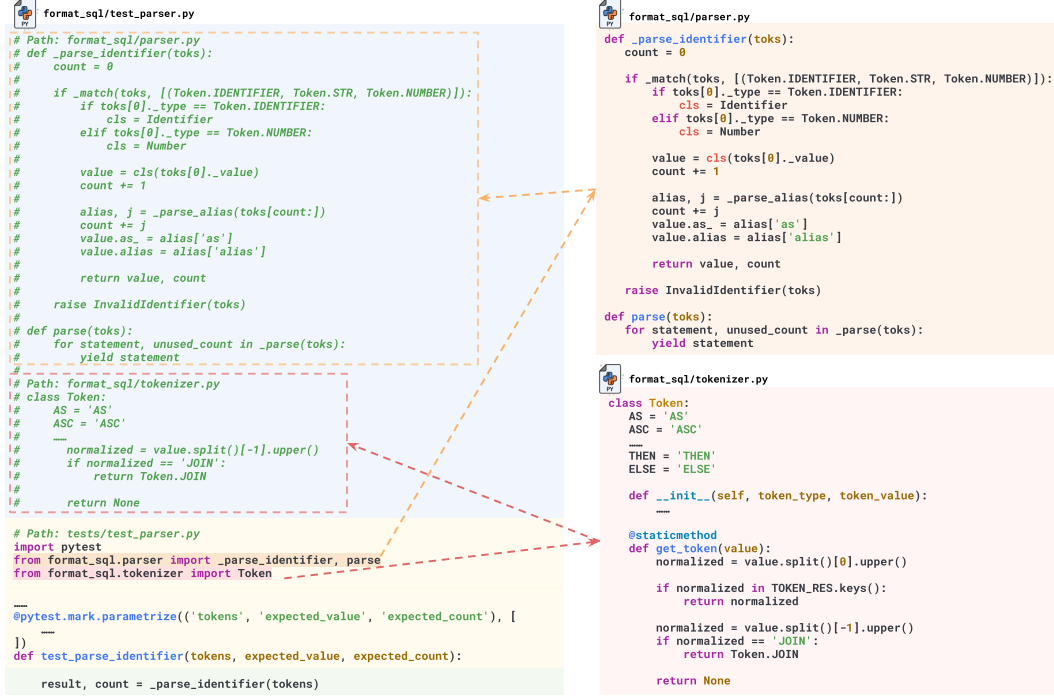 PY
format_sql/test_parser.py
# Path: format_sql/parser.py
# def _parse_identifier(toks):
#     count = 0
#
#     if _match(toks, [(Token.IDENTIFIER, Token.STR, Token.NUMBER)]):
#         if toks[0]._type == Token.IDENTIFIER:
#             cls = Identifier
#         elif toks[0]._type == Token.NUMBER:
#             cls = Number
#
#         value = cls(toks[0]._value)
#         count += 1
#
#         alias, j = _parse_alias(toks[count:])
#         count += j
#         value.as_ = alias['as']
#         value.alias = alias['alias']
#
#         return value, count
#
#     raise InvalidIdentifier(toks)
#
# def parse(toks):
#     for statement, unused_count in _parse(toks):
#         yield statement
#
# Path: format_sql/tokenizer.py
# class Token:
#     AS = 'AS'
#     ASC = 'ASC'
#     ……
#       normalized = value.split()[-1].upper()
#       if normalized == 'JOIN':
#           return Token.JOIN
#
#       return None
# Path: tests/test_parser.py
import pytest
from format_sql.parser import _parse_identifier, parse
from format_sql.tokenizer import Token
……
@pytest.mark.parametrize(('tokens', 'expected_value', 'expected_count'), [
    ……
])
def test_parse_identifier(tokens, expected_value, expected_count):
    result, count = _parse_identifier(tokens)
PY
format_sql/parser.py
def _parse_identifier(toks):
   count = 0
   if _match(toks, [(Token.IDENTIFIER, Token.STR, Token.NUMBER)]):
       if toks[0]._type == Token.IDENTIFIER:
           cls = Identifier
       elif toks[0]._type == Token.NUMBER:
           cls = Number
       value = cls(toks[0]._value)
       count += 1
       alias, j = _parse_alias(toks[count:])
       count += j
       value.as_ = alias['as']
       value.alias = alias['alias']
       return value, count
   raise InvalidIdentifier(toks)
def parse(toks):
   for statement, unused_count in _parse(toks):
       yield statement
PY
format_sql/tokenizer.py
class Token:
   AS = 'AS'
   ASC = 'ASC'
   ……
   THEN = 'THEN'
   ELSE = 'ELSE'
   def __init__(self, token_type, token_value):
       ……
   @staticmethod
   def get_token(value):
       normalized = value.split()[0].upper()
       if normalized in TOKEN_RES.keys():
           return normalized
       normalized = value.split()[-1].upper()
       if normalized == 'JOIN':
           return Token.JOIN
       return None